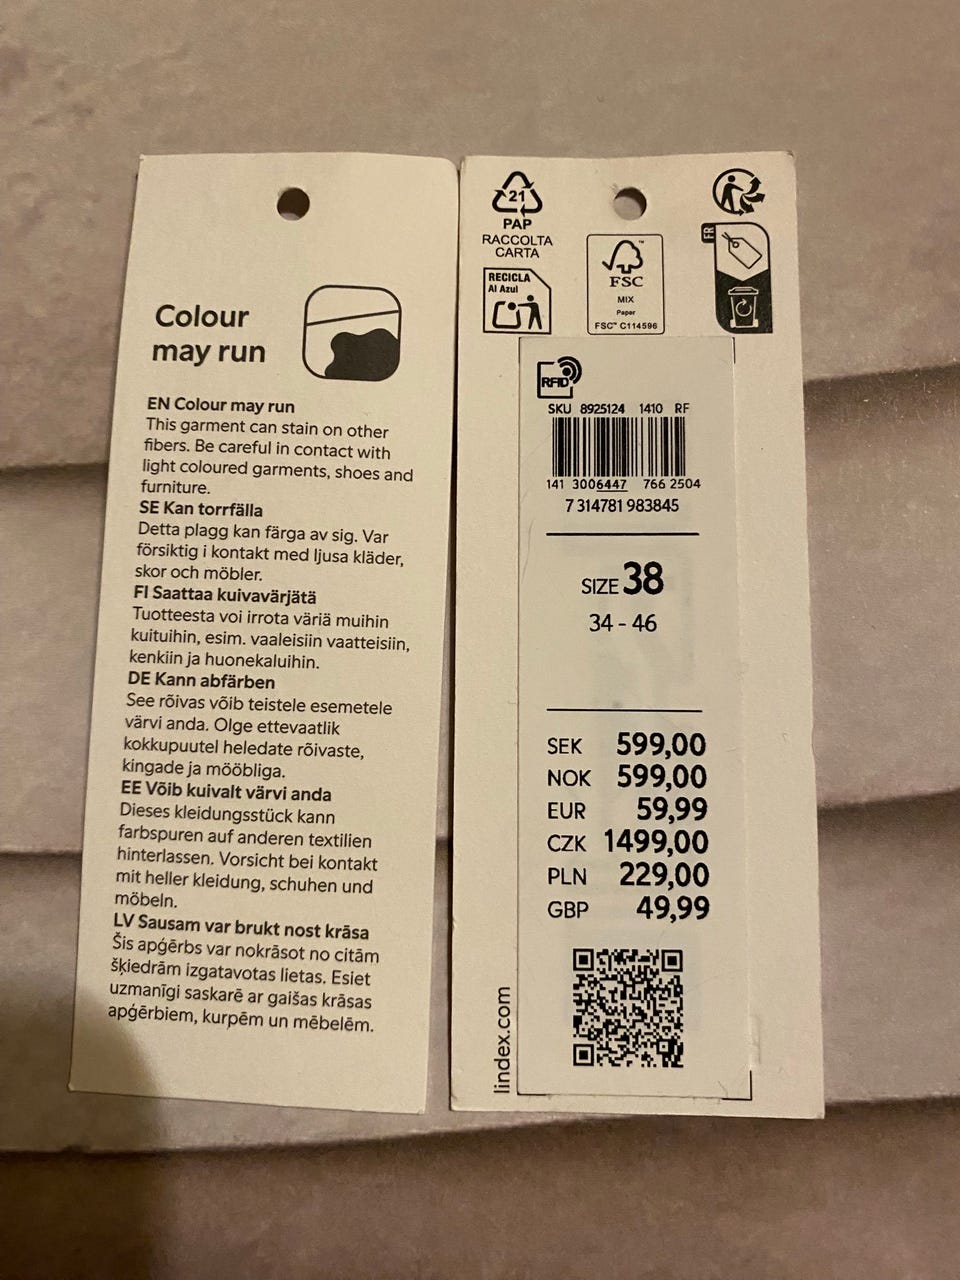 Colour
may run
EN Colour may run
This garment can stain on other
fibers. Be careful in contact with
light coloured garments, shoes and
furniture.
SE Kan torrfälla
Detta plagg kan färga av sig. Var
försiktig i kontakt med ljusa kläder,
skor och möbler.
FI Saattaa kuivavärjätä
Tuotteesta voi irrota väriä muihin
kuituihin, esim. vaaleisiin vaatteisiin,
kenkiin ja huonekaluihin.
DE Kann abfärben
See rõivas võib teistele esemetele
värvi anda. Olge ettevaatlik
kokkupuutel heledate rõivaste,
kingade ja mööbliga.
EE Võib kuivalt värvi anda
Dieses kleidungsstück kann
farbspuren auf anderen textilien
hinterlassen. Vorsicht bei kontakt
mit heller kleidung, schuhen und
möbeln.
LV Sausam var brukt nost krāsa
Šis apģērbs var nokrāsot no citām
šķiedrām izgatavotas lietas. Esiet
uzmanīgi saskarē ar gaišas krāsas
apģērbiem, kurpēm un mēbelēm.
21
PAP
RACCOLTA
CARTA
RECICLA
Al Azul
FSC™
MIX
Paper
FSC™ C114596
FR
RFID
SKU 8925124 1410 RF
141 3006447 766 2504
7 314781 983845
SIZE 38
34 - 46
SEK 599,00
NOK 599,00
EUR 59,99
CZK 1499,00
PLN 229,00
GBP 49,99
lindex.com